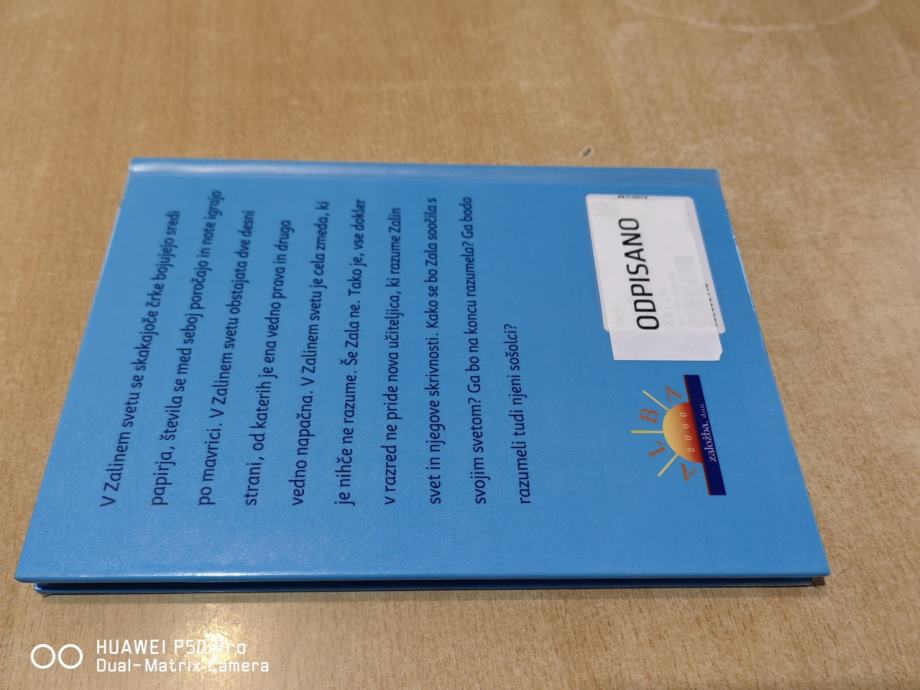 V Zalinem svetu se skakajoče črke bojujejo sredi
papirja, števila se med seboj poročajo in note igrajo
po mavrici. V Zalinem svetu obstajata dve desni
strani, od katerih je ena vedno prava in druga
vedno napačna. V Zalinem svetu je cela zmeda, ki
je nihče ne razume. Še Zala ne. Tako je, vse dokler
v razred ne pride nova učiteljica, ki razume Zalin
svet in njegove skrivnosti. Kako se bo Zala soočila s
svojim svetom? Ga bo na koncu razumela? Ga bodo
razumeli tudi njeni sošolci?
ODPISANO
2000
založba, d.o.o.
HUAWEI P50 Pro
Dual-Matrix Camera